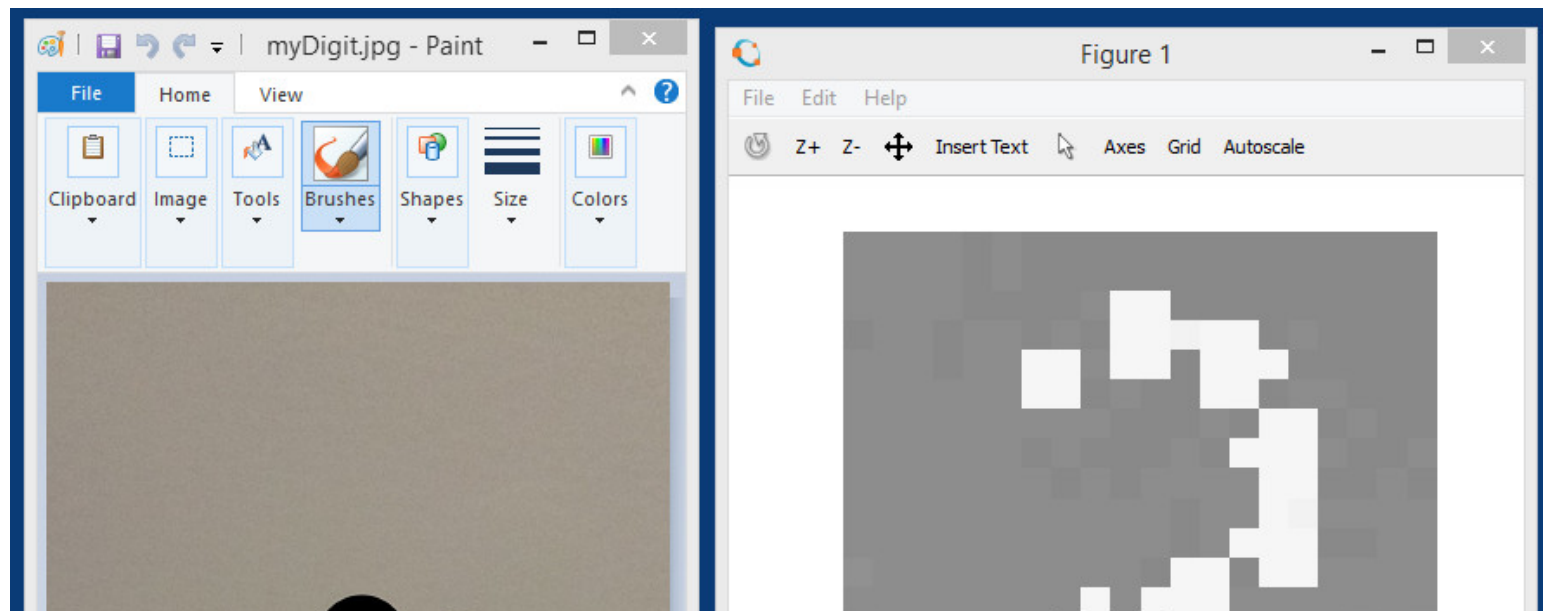 myDigit.jpg - Paint
File Home View
Clipboard Image Tools Brushes Shapes Size Colors
Figure 1
File Edit Help
Z+ Z- Insert Text Axes Grid Autoscale